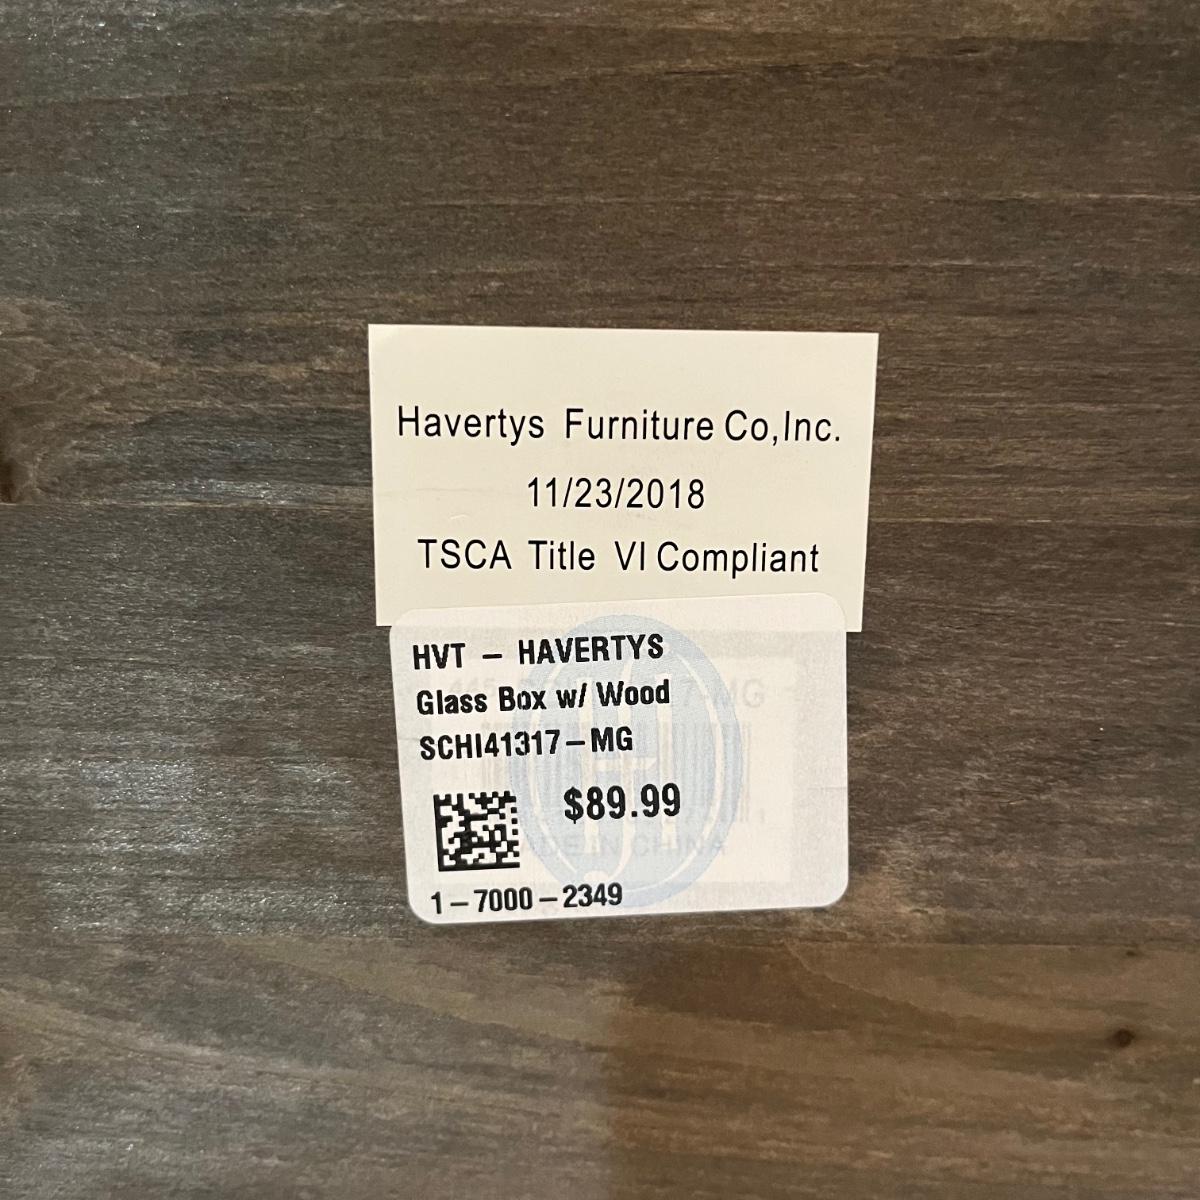 Havertys Furniture Co,Inc.
11/23/2018
TSCA Title VI Compliant
HVT – HAVERTYS
Glass Box w/ Wood
SCHI41317–MG
$89.99
1–7000–2349